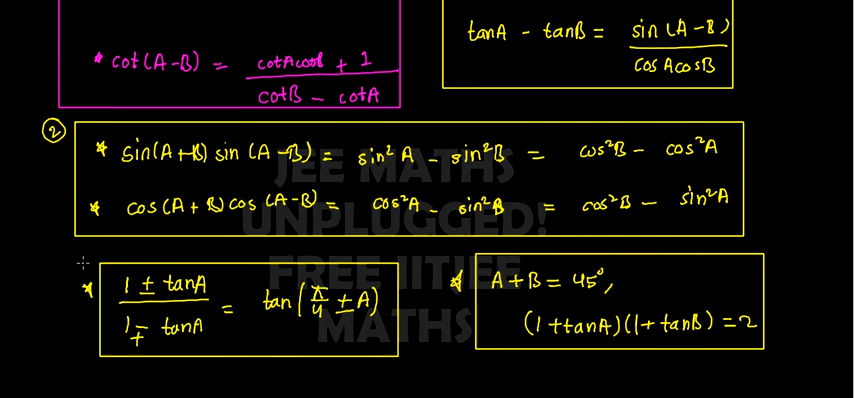 tanA - tanB = sin(A-B) / cosAcosB
* cot(A-B) = cotAcotB + 1 / cotB - cotA
②
* sin(A+B) sin(A-B) = sin²A - sin²B = cos²B - cos²A
* cos(A+B) cos(A-B) = cos²A - sin²B = cos²B - sin²A
* 1 ± tanA / 1 ∓ tanA = tan(π/4 ± A)
* A+B = 45°,
(1+tanA)(1+tanB) = 2
JEE MATHS
UNPLUGGED!
FREE IITJEE
MATHS